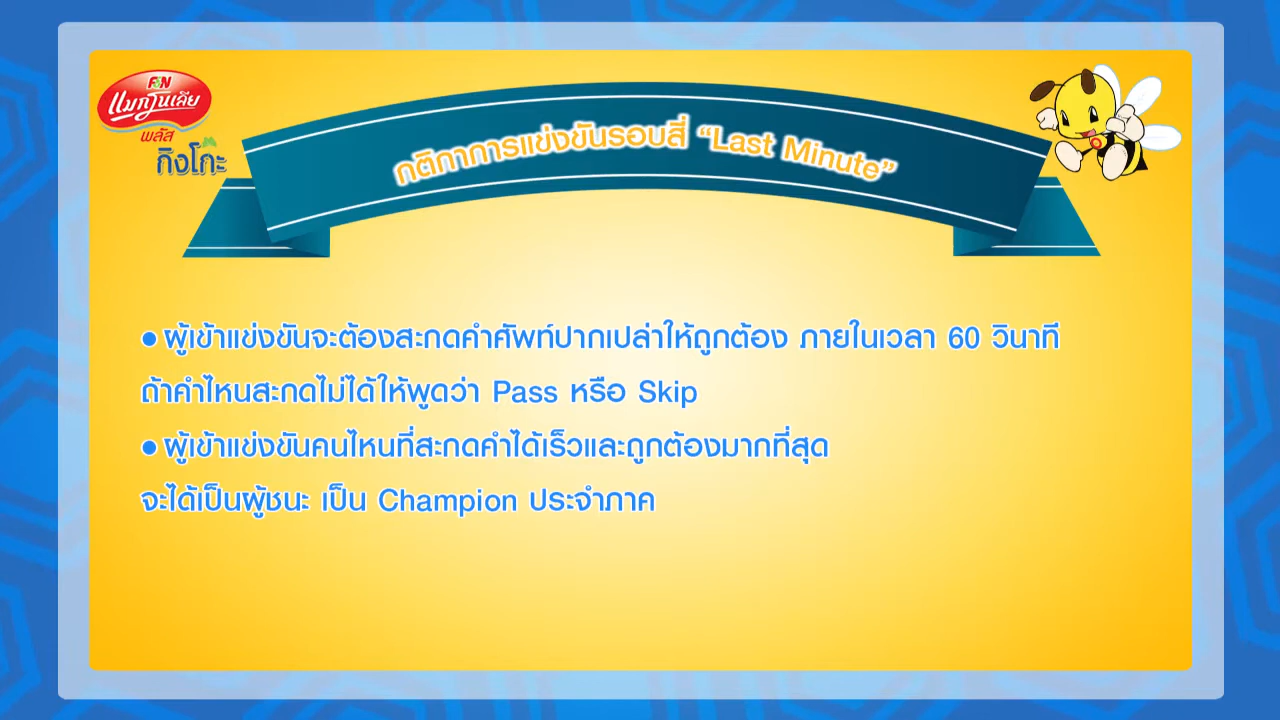 F&N
แมกโนเลีย
พลัส
กิงโกะ
กติกาการแข่งขันรอบสี่ “Last Minute”
• ผู้เข้าแข่งขันจะต้องสะกดคำศัพท์ปากเปล่าให้ถูกต้อง ภายในเวลา 60 วินาที
ถ้าคำไหนสะกดไม่ได้ให้พูดว่า Pass หรือ Skip
• ผู้เข้าแข่งขันคนไหนที่สะกดคำได้เร็วและถูกต้องมากที่สุด
จะได้เป็นผู้ชนะ เป็น Champion ประจำภาค